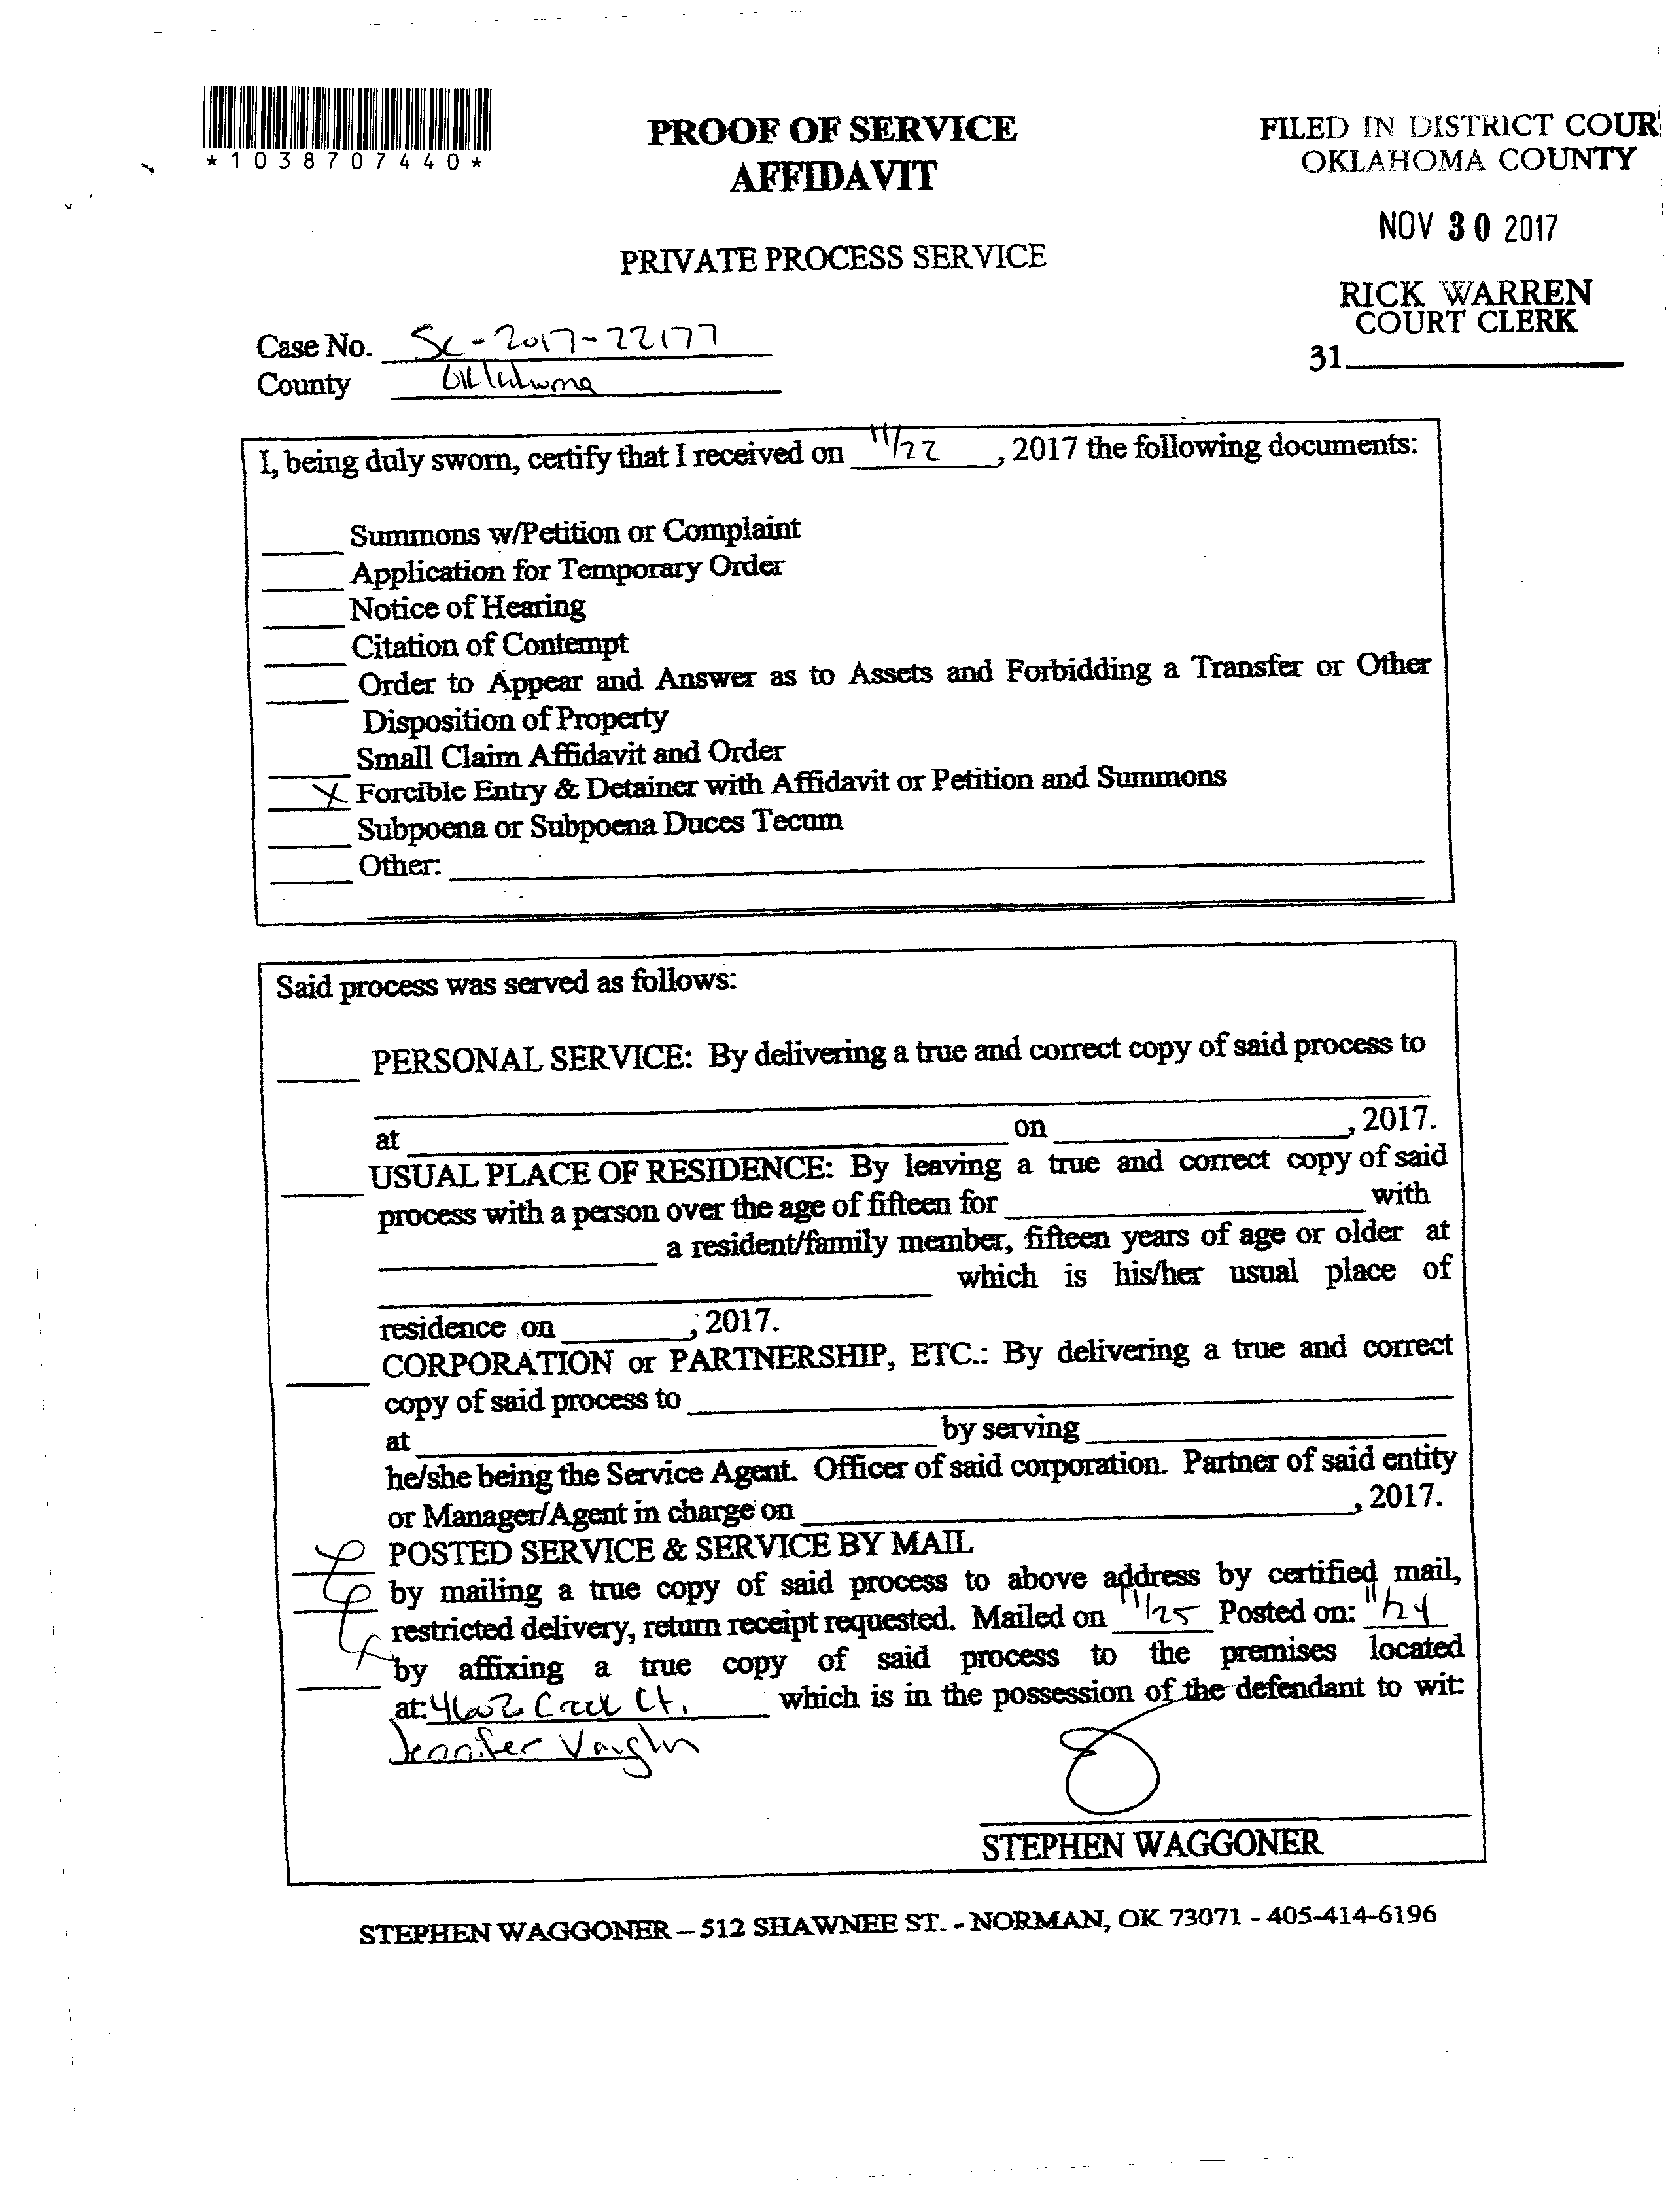 *1038707440*
PROOF OF SERVICE
AFFIDAVIT
PRIVATE PROCESS SERVICE
FILED IN DISTRICT COUR
OKLAHOMA COUNTY
NOV 30 2017
RICK WARREN
COURT CLERK
31
Case No. SC-2017-22177
County Oklahoma
I, being duly sworn, certify that I received on 11/22, 2017 the following documents:
Summons w/Petition or Complaint
Application for Temporary Order
Notice of Hearing
Citation of Contempt
Order to Appear and Answer as to Assets and Forbidding a Transfer or Other
Disposition of Property
Small Claim Affidavit and Order
X Forcible Entry & Detainer with Affidavit or Petition and Summons
Subpoena or Subpoena Duces Tecum
Other:
Said process was served as follows:
PERSONAL SERVICE: By delivering a true and correct copy of said process to
at on , 2017.
USUAL PLACE OF RESIDENCE: By leaving a true and correct copy of said
process with a person over the age of fifteen for with
a resident/family member, fifteen years of age or older at
which is his/her usual place of
residence on , 2017.
CORPORATION or PARTNERSHIP, ETC.: By delivering a true and correct
copy of said process to
at by serving
he/she being the Service Agent. Officer of said corporation. Partner of said entity
or Manager/Agent in charge on , 2017.
POSTED SERVICE & SERVICE BY MAIL
by mailing a true copy of said process to above address by certified mail,
restricted delivery, return receipt requested. Mailed on 11/25 Posted on: 11/24
by affixing a true copy of said process to the premises located
at: 4602 Creek Ct. which is in the possession of the defendant to wit:
Jennifer Vaughn
STEPHEN WAGGONER
STEPHEN WAGGONER – 512 SHAWNEE ST. - NORMAN, OK 73071 - 405-414-6196